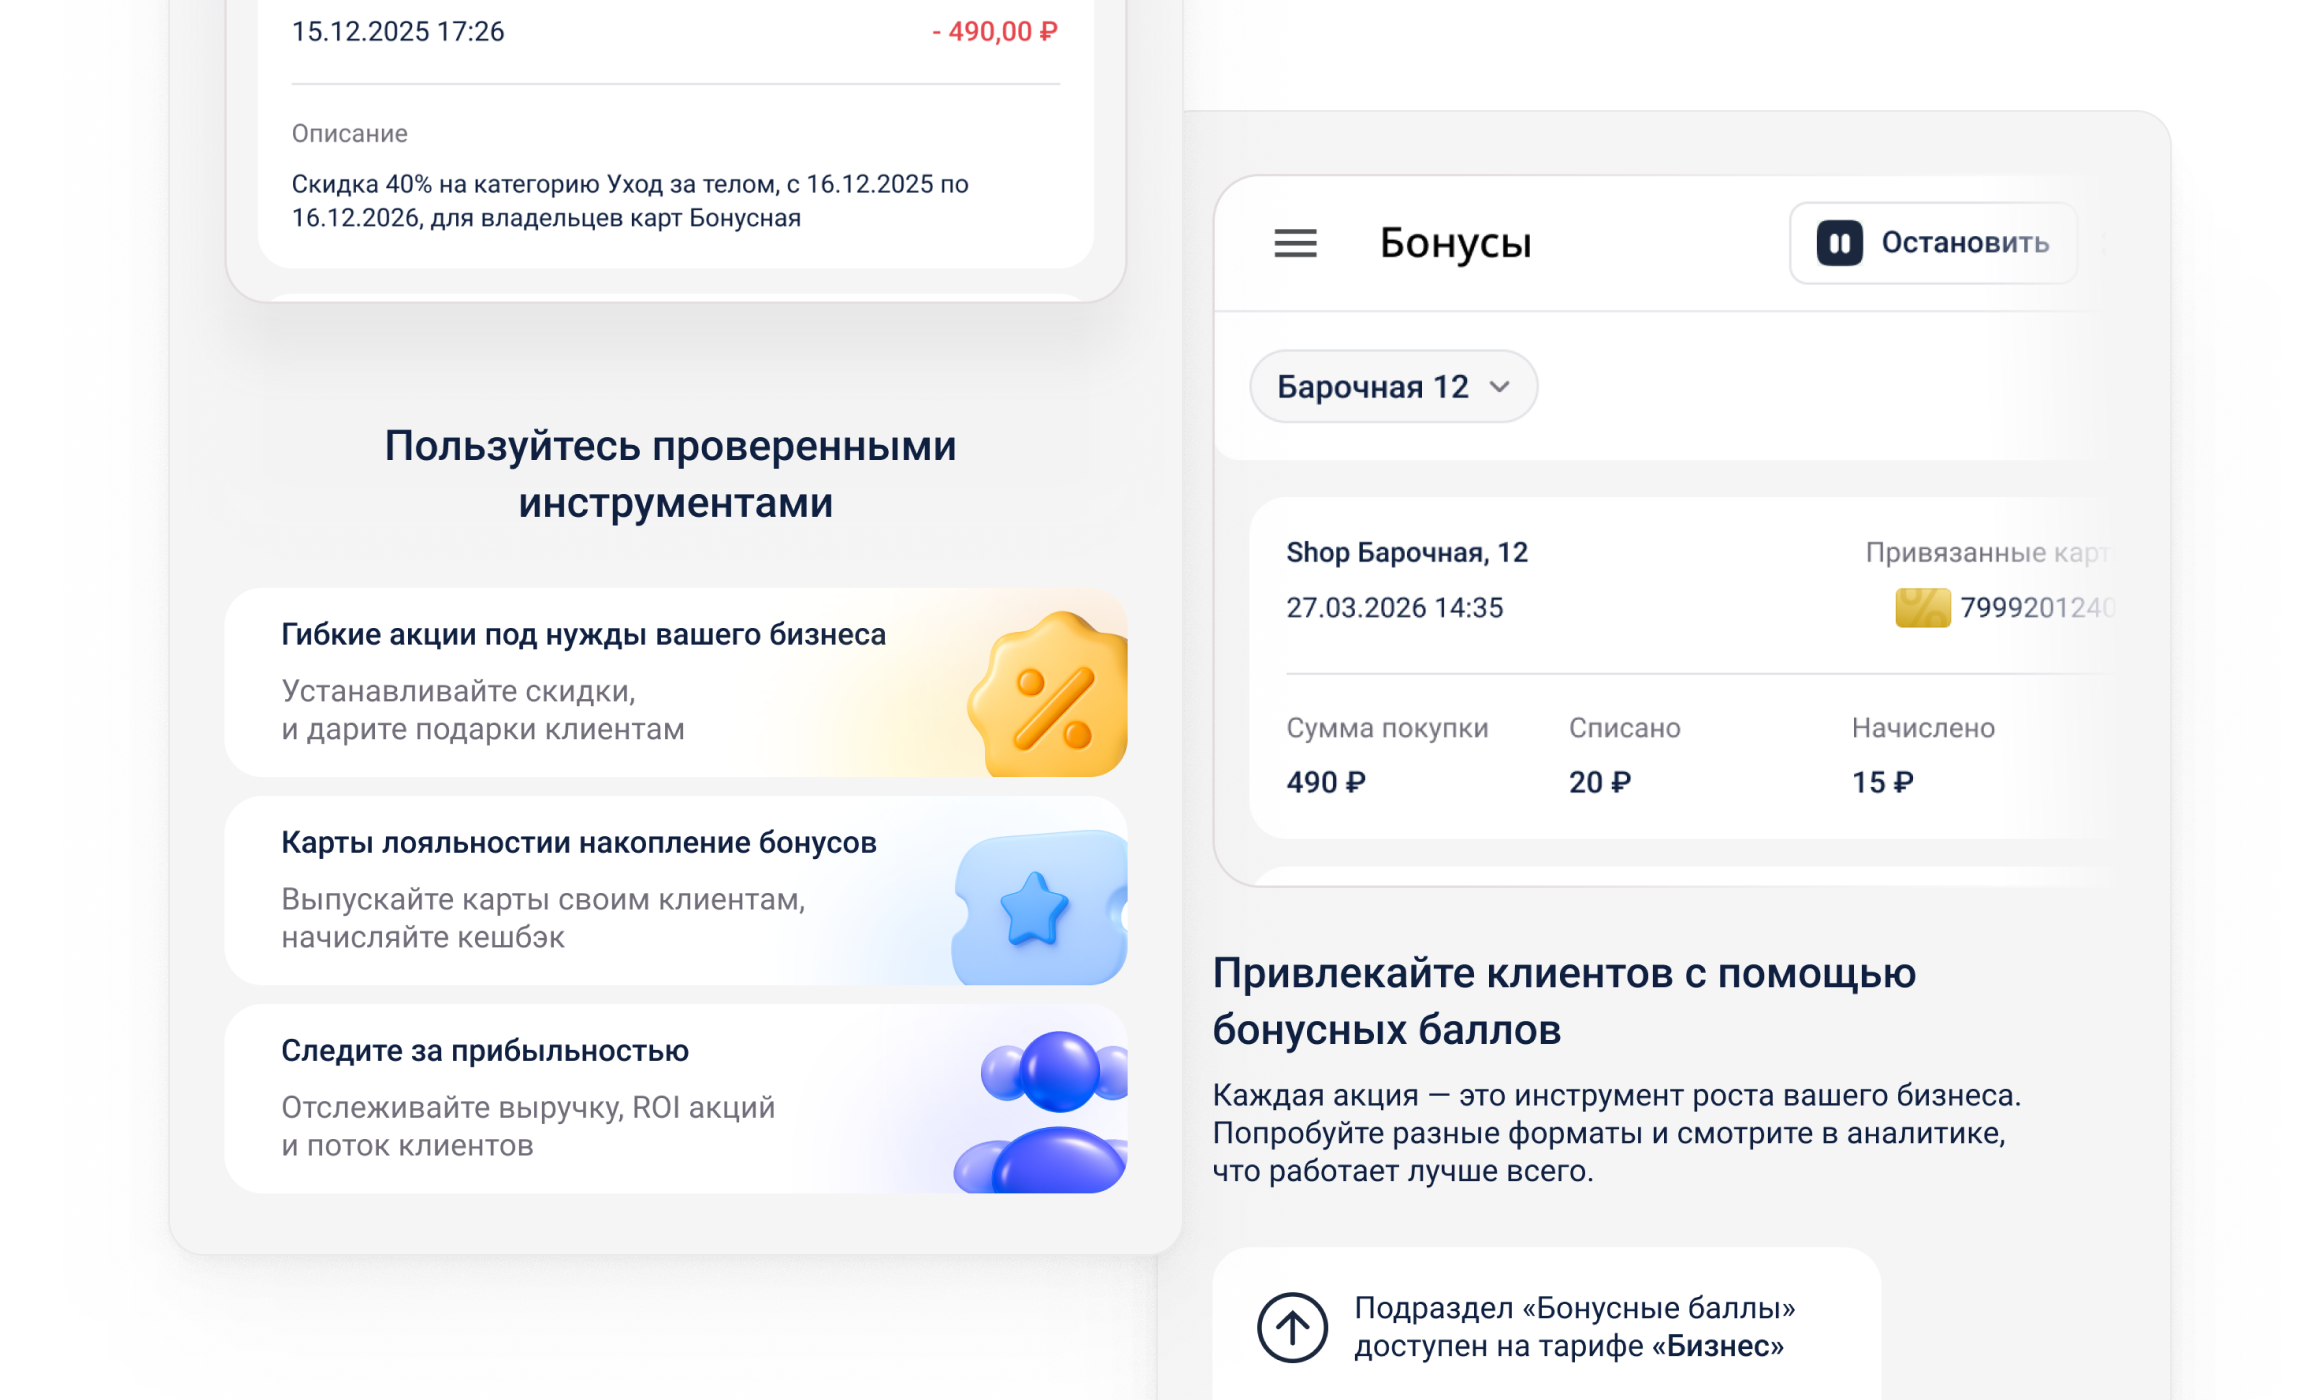 15.12.2025 17:26
- 490,00 ₽
Описание
Скидка 40% на категорию Уход за телом, с 16.12.2025 по
16.12.2026, для владельцев карт Бонусная
Пользуйтесь проверенными
инструментами
Гибкие акции под нужды вашего бизнеса
Устанавливайте скидки,
и дарите подарки клиентам
Карты лояльностии накопление бонусов
Выпускайте карты своим клиентам,
начисляйте кешбэк
Следите за прибыльностью
Отслеживайте выручку, ROI акций
и поток клиентов
Бонусы
Остановить
Барочная 12
Shop Барочная, 12
Привязанные
27.03.2026 14:35
7999201240
Сумма покупки
Списано
Начислено
490 ₽
20 ₽
15 ₽
Привлекайте клиентов с помощью
бонусных баллов
Каждая акция — это инструмент роста вашего бизнеса.
Попробуйте разные форматы и смотрите в аналитике,
что работает лучше всего.
Подраздел «Бонусные баллы»
доступен на тарифе «Бизнес»